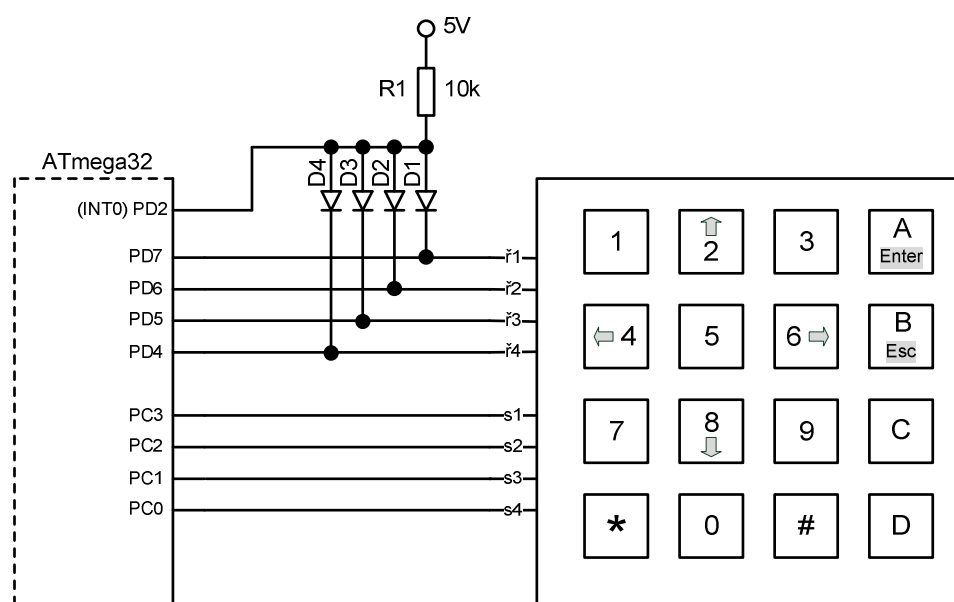 5V
R1 10k
D4 D3 D2 D1
ATmega32
(INT0) PD2
PD7 ř1
PD6 ř2
PD5 ř3
PD4 ř4
PC3 s1
PC2 s2
PC1 s3
PC0 s4
1 2 3 A
Enter
4 5 6 B
Esc
7 8 9 C
* 0 # D